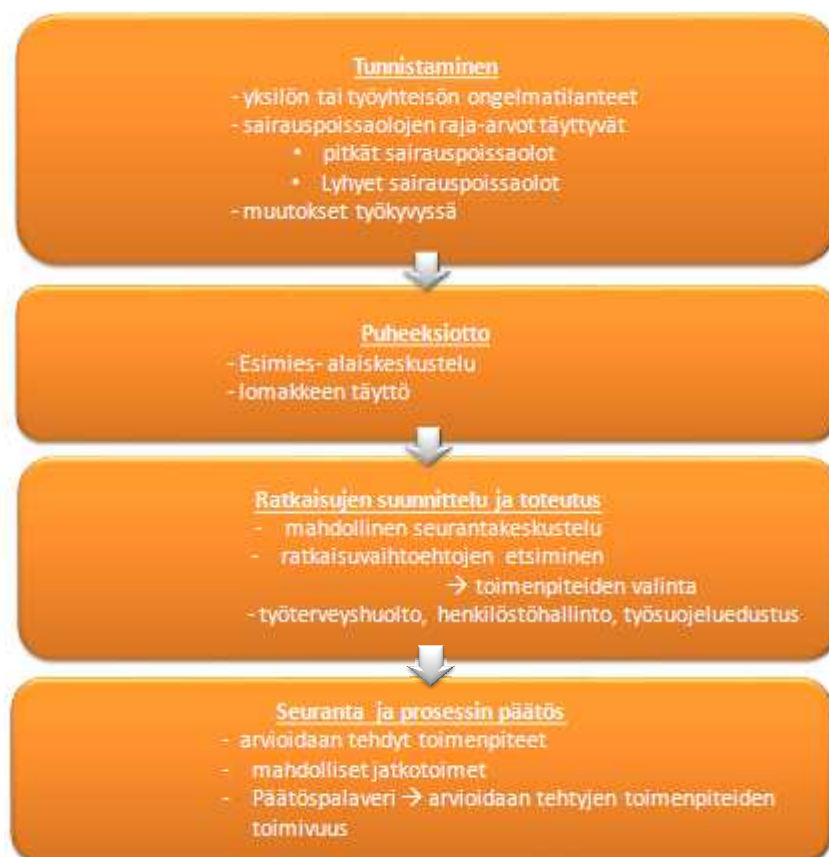 Tunnistaminen
- yksilön tai työyhteisön ongelmatilanteet
- sairauspoissaolojen raja-arvot täyttyvät
• pitkät sairauspoissaolot
• Lyhyet sairauspoissaolot
- muutokset työkyvyssä
Puheeksiotto
- Esimies- alaiskeskustelu
- lomakkeen täyttö
Ratkaisujen suunnittelu ja toteutus
- mahdollinen seurantakeskustelu
- ratkaisuvaihtoehtojen etsiminen
→ toimenpiteiden valinta
- työterveyshuolto, henkilöstöhallinto, työsuojeluedustus
Seuranta ja prosessin päätös
- arvioidaan tehdyt toimenpiteet
- mahdolliset jatkotoimet
- Päätöspalaveri → arvioidaan tehtyjen toimenpiteiden
toimivuus